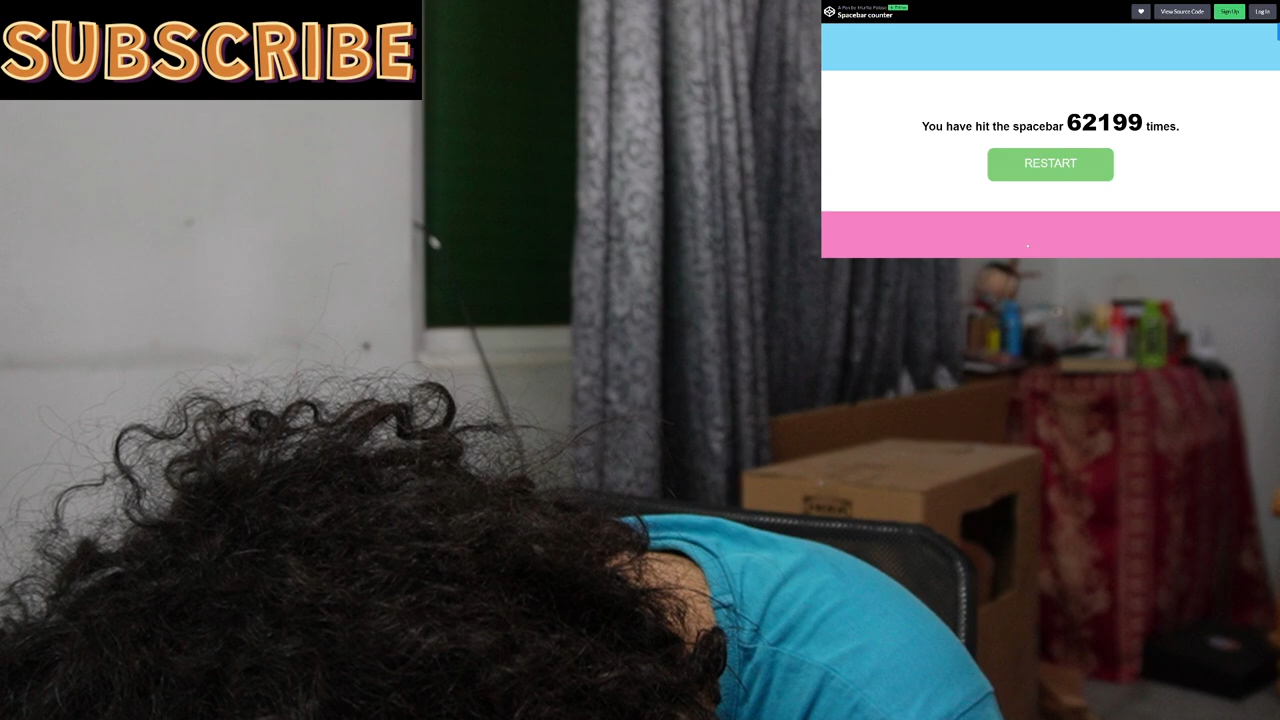 SUBSCRIBE
Spacebar counter
View Source Code
Sign Up
Log In
You have hit the spacebar 62199 times.
RESTART